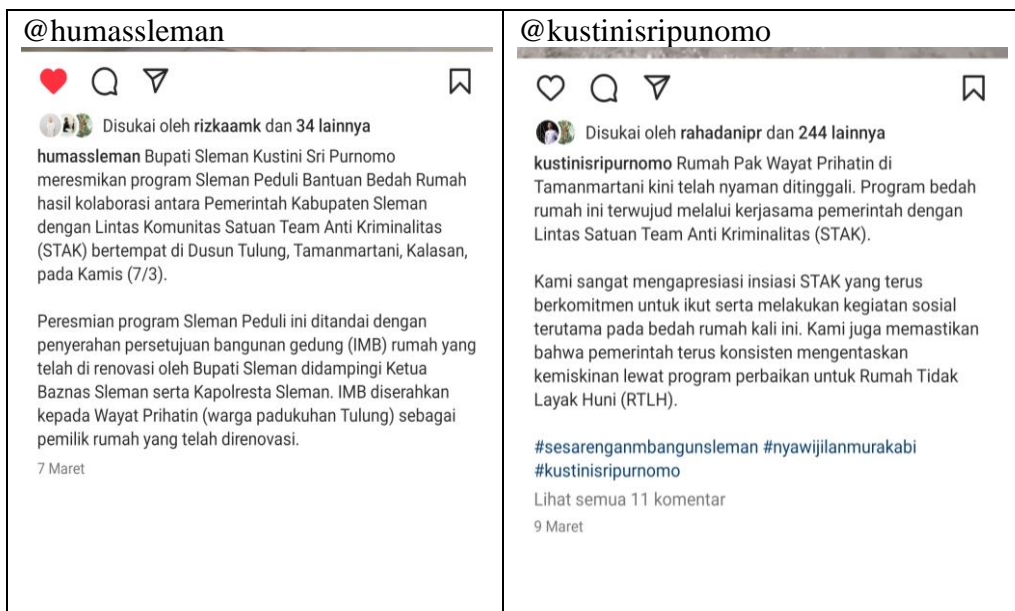 @humassleman
Disukai oleh rizkaamk dan 34 lainnya
humassleman Bupati Sleman Kustini Sri Purnomo
meresmikan program Sleman Peduli Bantuan Bedah Rumah
hasil kolaborasi antara Pemerintah Kabupaten Sleman
dengan Lintas Komunitas Satuan Team Anti Kriminalitas
(STAK) bertempat di Dusun Tulung, Tamanmartani, Kalasan,
pada Kamis (7/3).
Peresmian program Sleman Peduli ini ditandai dengan
penyerahan persetujuan bangunan gedung (IMB) rumah yang
telah di renovasi oleh Bupati Sleman didampingi Ketua
Baznas Sleman serta Kapolresta Sleman. IMB diserahkan
kepada Wayat Prihatin (warga padukuhan Tulung) sebagai
pemilik rumah yang telah direnovasi.
7 Maret
@kustinisripunomo
Disukai oleh rahadanipr dan 244 lainnya
kustinisripurnomo Rumah Pak Wayat Prihatin di
Tamanmartani kini telah nyaman ditinggali. Program bedah
rumah ini terwujud melalui kerjasama pemerintah dengan
Lintas Satuan Team Anti Kriminalitas (STAK).
Kami sangat mengapresiasi insiasi STAK yang terus
berkomitmen untuk ikut serta melakukan kegiatan sosial
terutama pada bedah rumah kali ini. Kami juga memastikan
bahwa pemerintah terus konsisten mengentaskan
kemiskinan lewat program perbaikan untuk Rumah Tidak
Layak Huni (RTLH).
#sesarenganmbangunsleman #nyawijilanmurakabi
#kustinisripurnomo
Lihat semua 11 komentar
9 Maret